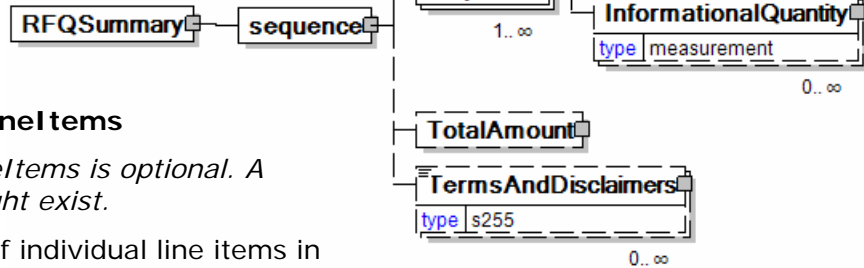 RFQSummary
sequence
1.. ∞
InformationalQuantity
type measurement
0.. ∞
TotalAmount
TermsAndDisclaimers
type s255
0.. ∞
neItems
eItems is optional. A
ht exist.
f individual line items in